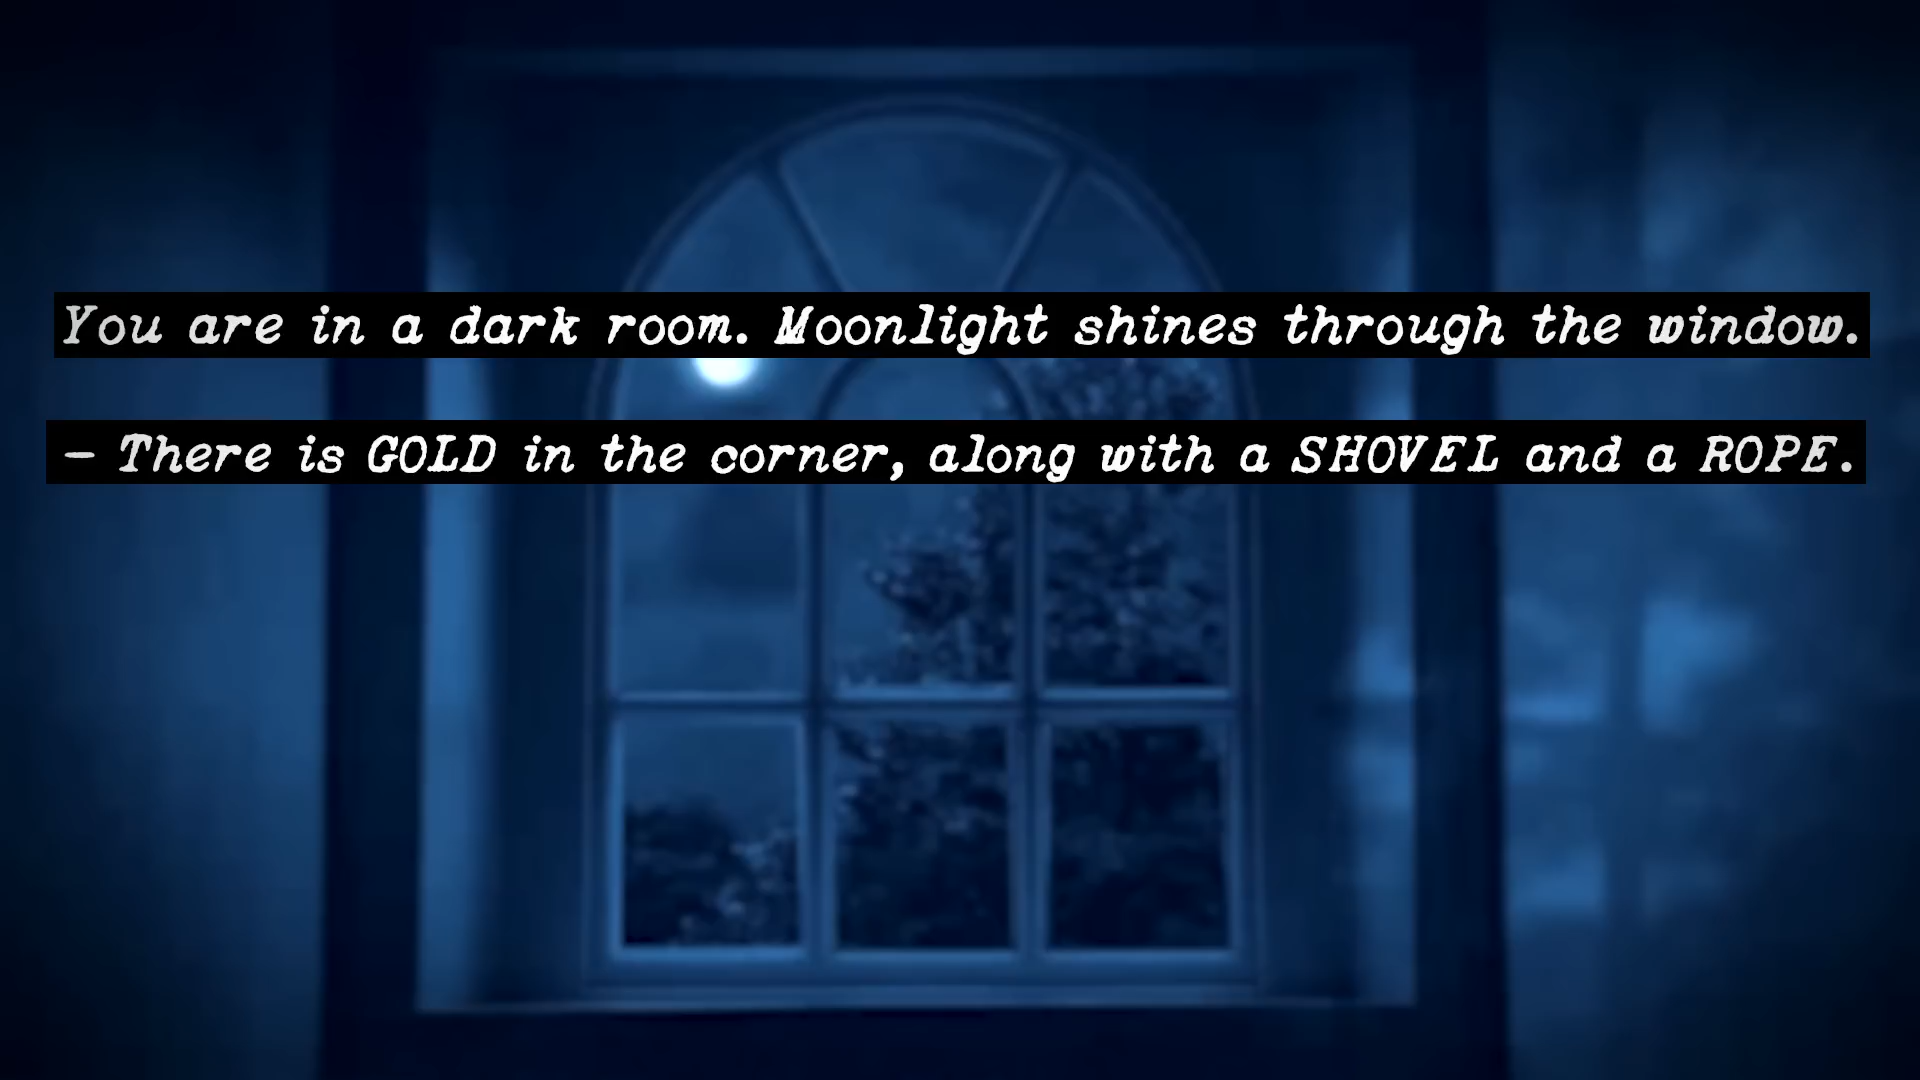 You are in a dark room. Moonlight shines through the window.
- There is GOLD in the corner, along with a SHOVEL and a ROPE.